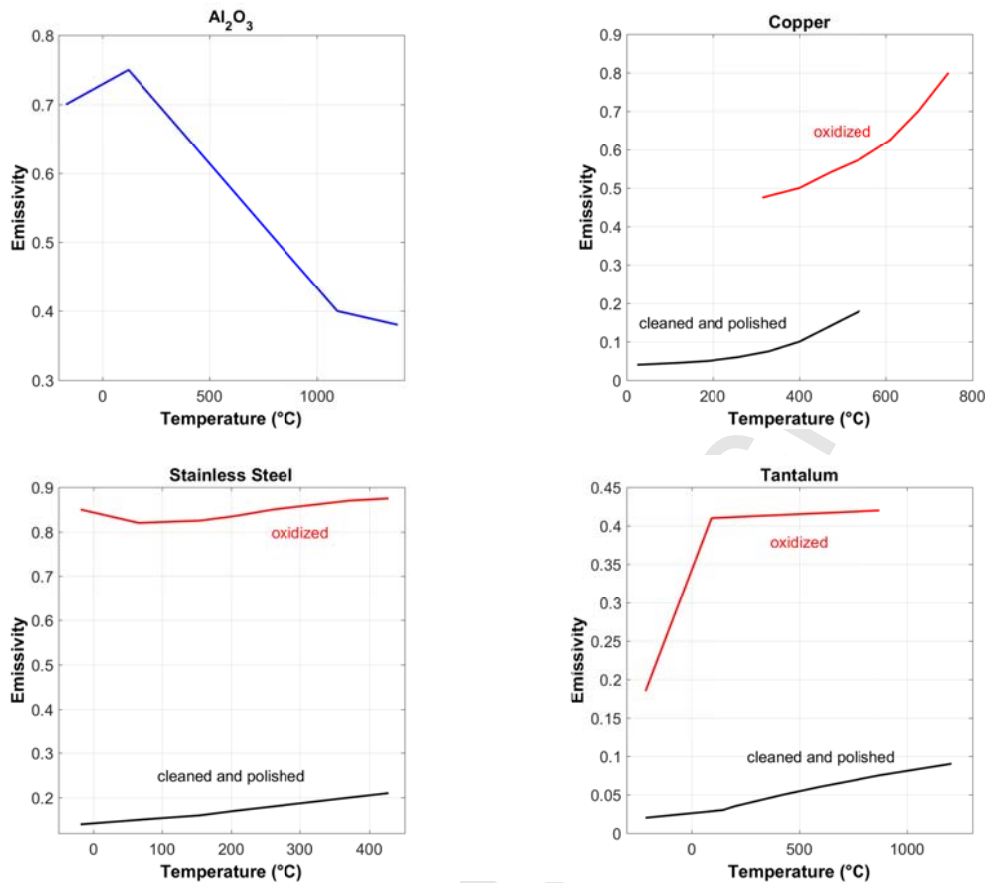 Al₂O₃
0.8
0.7
0.6
0.5
0.4
0.3
0 500 1000
Emissivity
Temperature (°C)
Copper
0.9
0.8
0.7
0.6
0.5
0.4
0.3
0.2
0.1
0
0 200 400 600 800
Emissivity
Temperature (°C)
oxidized
cleaned and polished
Stainless Steel
0.9
0.8
0.7
0.6
0.5
0.4
0.3
0.2
0 100 200 300 400
Emissivity
Temperature (°C)
oxidized
cleaned and polished
Tantalum
0.45
0.4
0.35
0.3
0.25
0.2
0.15
0.1
0.05
0
0 500 1000
Emissivity
Temperature (°C)
oxidized
cleaned and polished